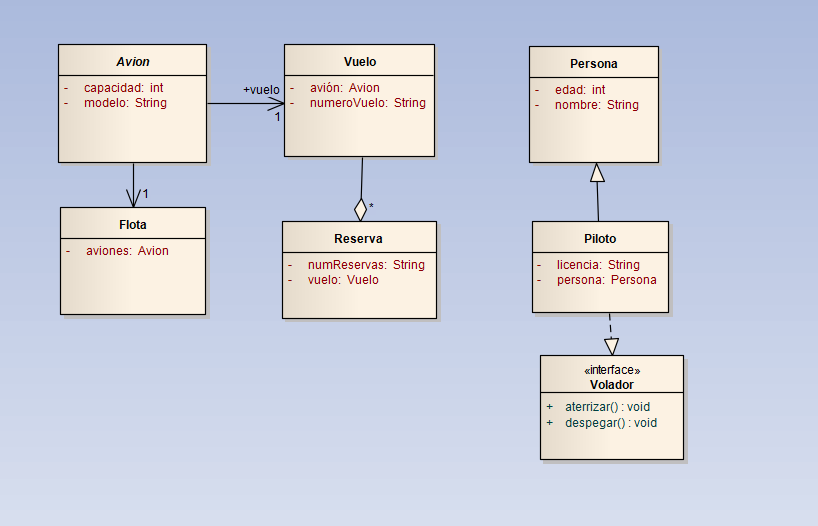 Avion
- capacidad: int
- modelo: String
+vuelo
1
Vuelo
- avión: Avion
- numeroVuelo: String
Persona
- edad: int
- nombre: String
1
*
Flota
- aviones: Avion
Reserva
- numReservas: String
- vuelo: Vuelo
Piloto
- licencia: String
- persona: Persona
«interface»
Volador
+ aterrizar() : void
+ despegar() : void